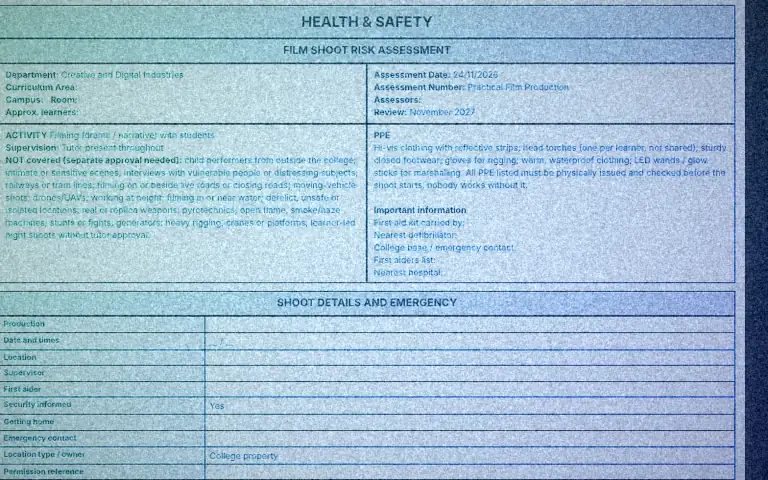 HEALTH & SAFETY
FILM SHOOT RISK ASSESSMENT
Department: Creative and Digital Industries
Curriculum Area:
Campus: Room:
Approx. learners:
Assessment Date: 24/11/2026
Assessment Number: Practical Film Production
Assessors:
Review: November 2027
ACTIVITY Filming (drama / narrative) with students
Supervision: Tutor present throughout
NOT covered (separate approval needed): child performers from outside the college;
intimate or sensitive scenes; interviews with vulnerable people or distressing subjects;
railways or tram lines; filming on or beside live roads or closing roads; moving-vehicle
shots; drones/UAVs; working at height; filming in or near water; derelict, unsafe or
isolated locations; real or replica weapons; pyrotechnics, open flame, smoke/haze
machines; stunts or fights; generators; heavy rigging, cranes or platforms; learner-led
night shoots without tutor approval.
PPE
Hi-vis clothing with reflective strips; head torches (one per learner, not shared); sturdy
closed footwear; gloves for rigging; warm, waterproof clothing; LED wands / glow
sticks for marshaling. All PPE listed must be physically issued and checked before the
shoot starts, nobody works without it.
Important information
First aid kit carried by:
Nearest defibrillator:
College base / emergency contact:
First aiders list:
Nearest hospital:
SHOOT DETAILS AND EMERGENCY
Production
Date and times
Location
Supervisor
First aider
Security informed Yes
Getting home
Emergency contact
Location type / owner College property
Permission reference